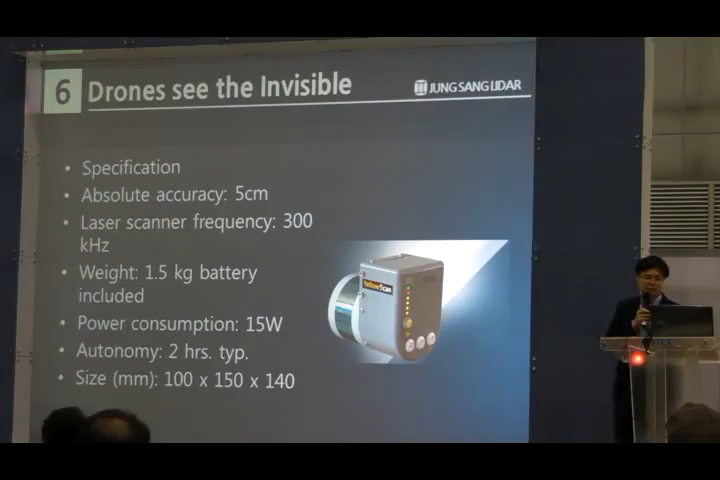 6 Drones see the Invisible
JUNG SANG LIDAR
• Specification
• Absolute accuracy: 5cm
• Laser scanner frequency: 300
kHz
• Weight: 1.5 kg battery
included
• Power consumption: 15W
• Autonomy: 2 hrs. typ.
• Size (mm): 100 x 150 x 140
YellowScan